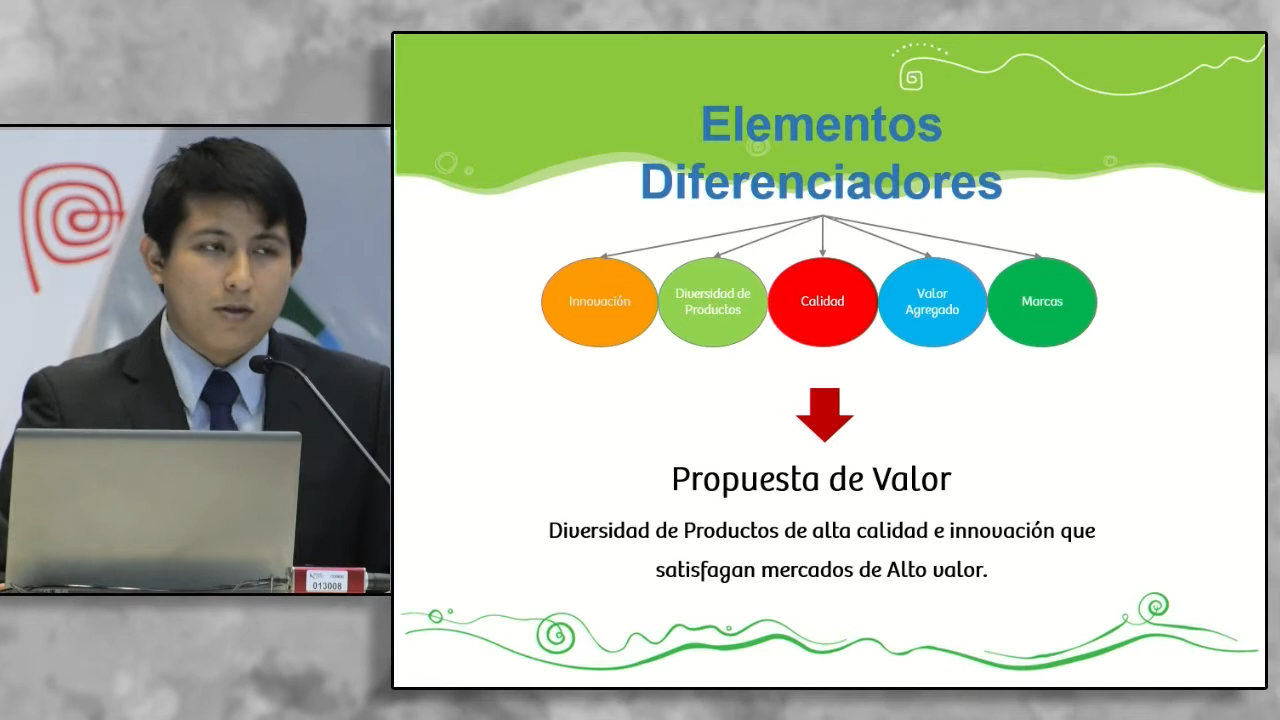 Elementos
Diferenciadores
Innovación
Diversidad de
Productos
Calidad
Valor
Agregado
Marcas
Propuesta de Valor
Diversidad de Productos de alta calidad e innovación que
satisfagan mercados de Alto valor.
013008